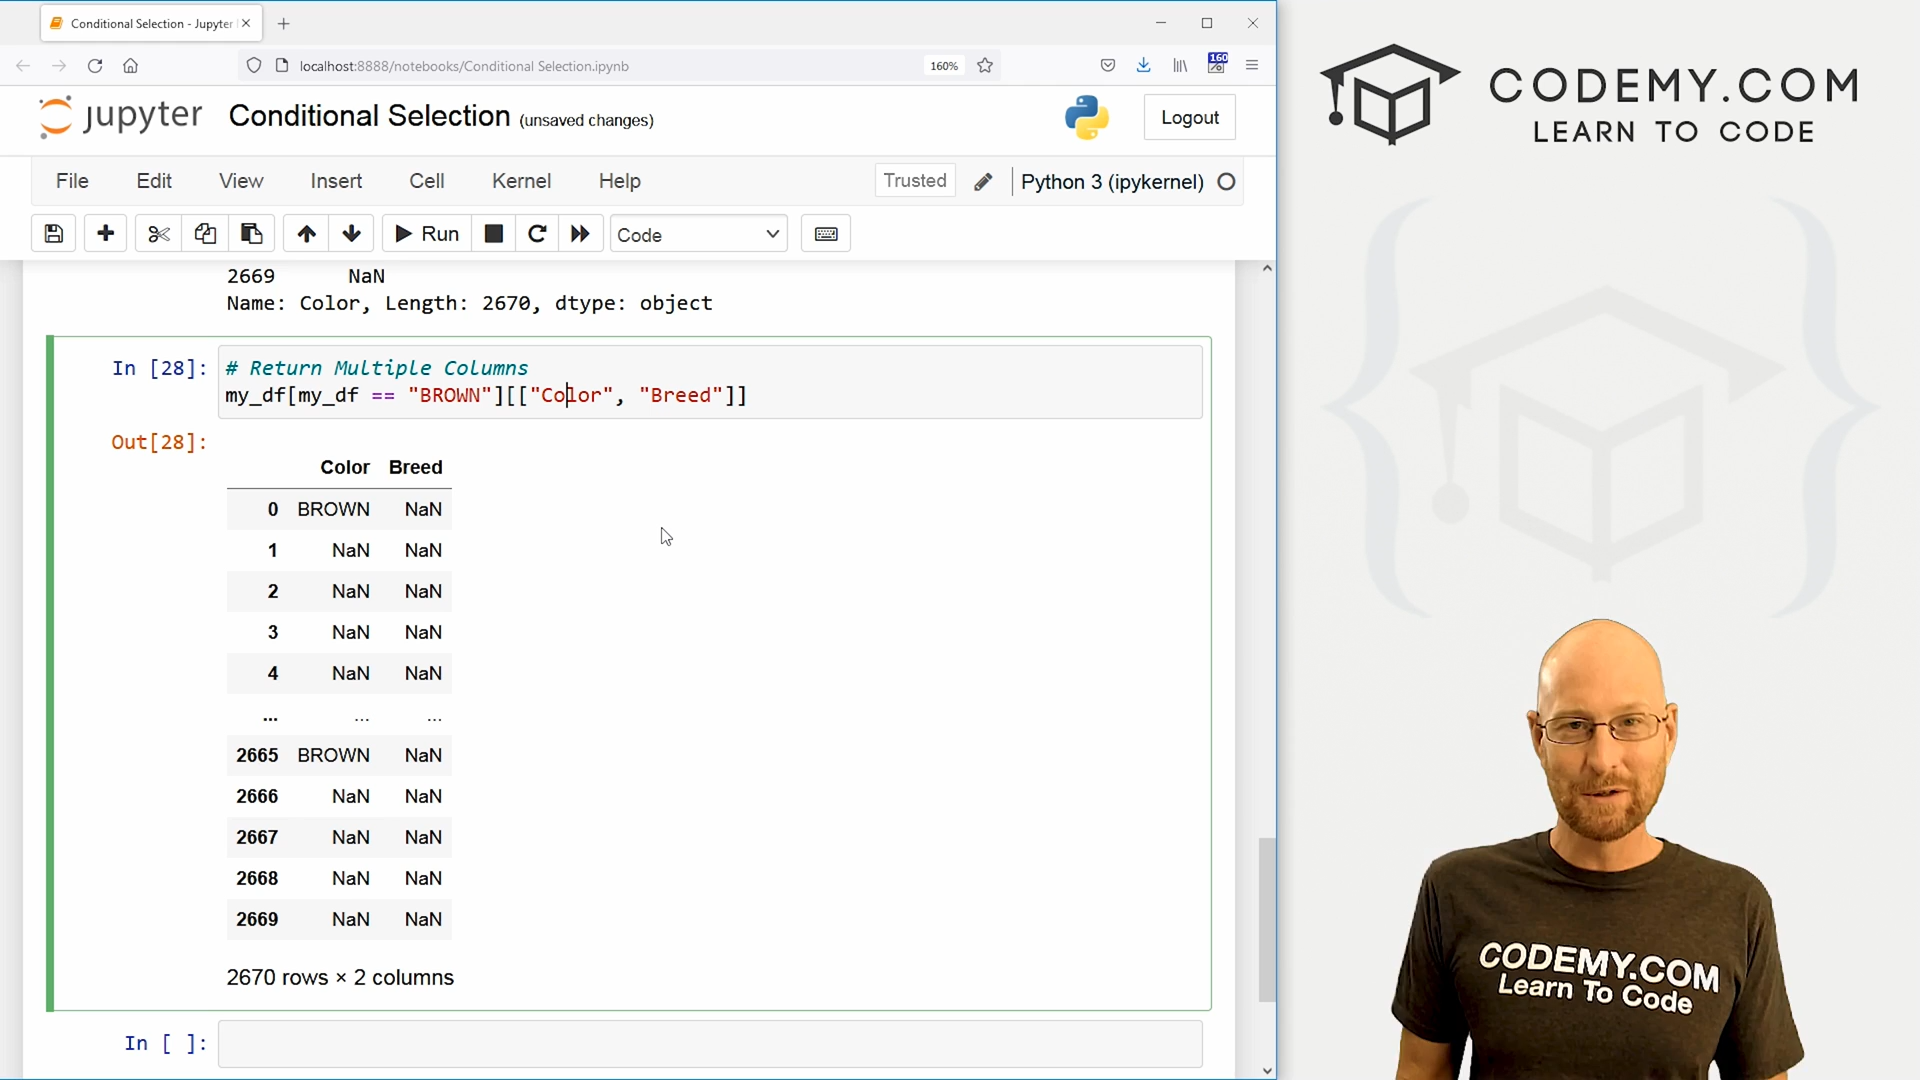 Conditional Selection - Jupyter
localhost:8888/notebooks/Conditional Selection.ipynb
160%
160
jupyter Conditional Selection (unsaved changes)
Logout
File Edit View Insert Cell Kernel Help
Trusted
Python 3 (ipykernel)
Run
Code
2669 NaN
Name: Color, Length: 2670, dtype: object
In [28]: # Return Multiple Columns
my_df[my_df == "BROWN"][["Color", "Breed"]]
Out[28]:
Color Breed
0 BROWN NaN
1 NaN NaN
2 NaN NaN
3 NaN NaN
4 NaN NaN
... ... ...
2665 BROWN NaN
2666 NaN NaN
2667 NaN NaN
2668 NaN NaN
2669 NaN NaN
2670 rows × 2 columns
In [ ]:
CODEMY.COM
LEARN TO CODE
CODEMY.COM
Learn To Code